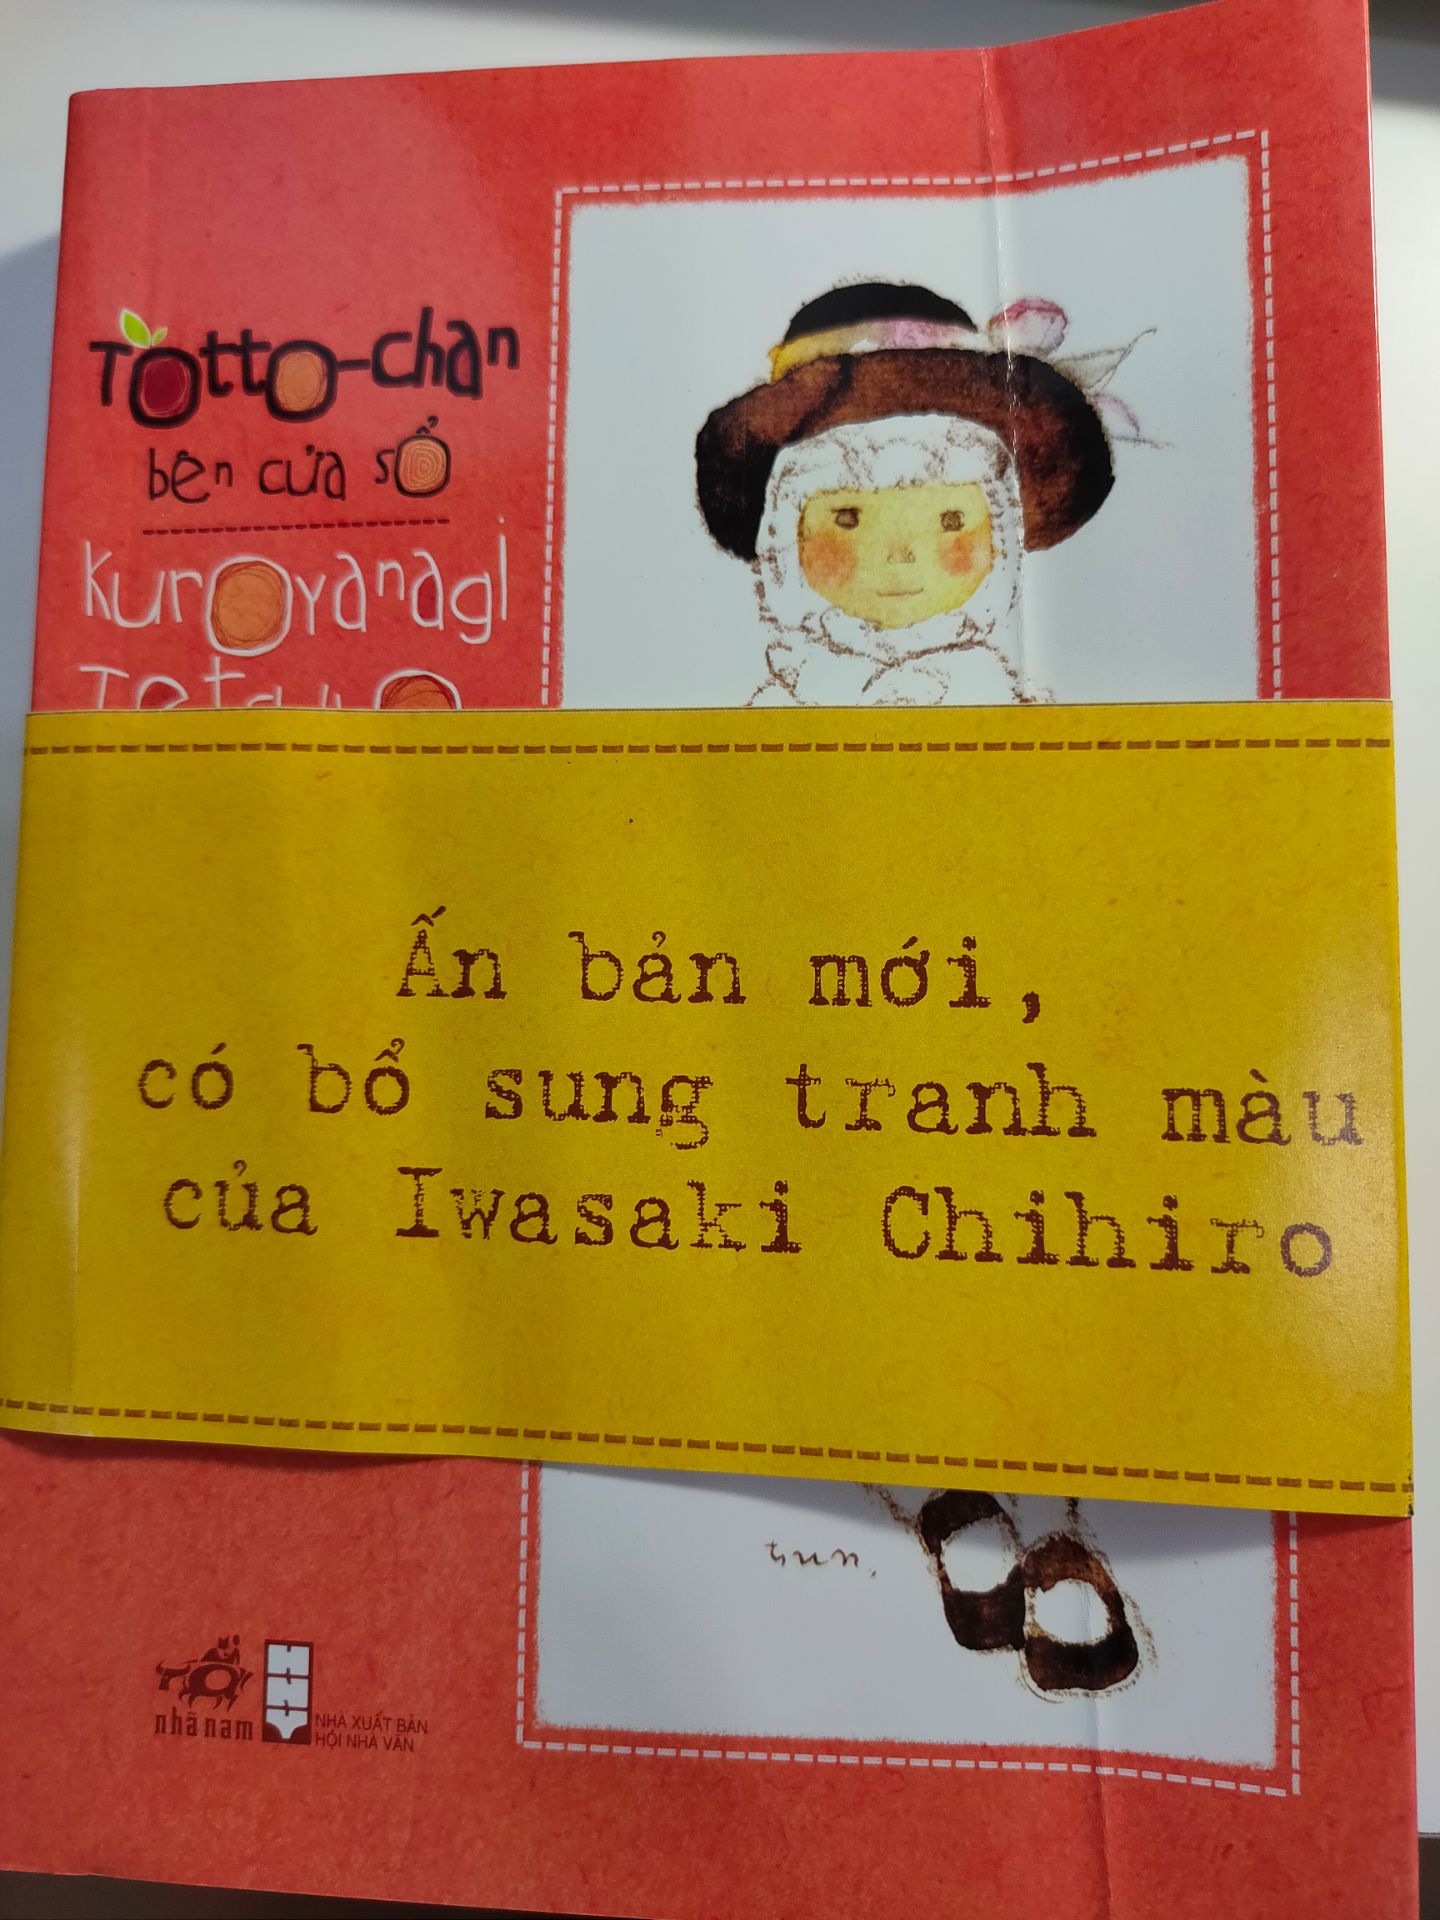 Totto-chan
bên cửa sổ
Kuroyanagi
Ấn bản mới,
có bổ sung tranh màu
của Iwasaki Chihiro
nhã nam
NHÀ XUẤT BẢN
HỘI NHÀ VĂN